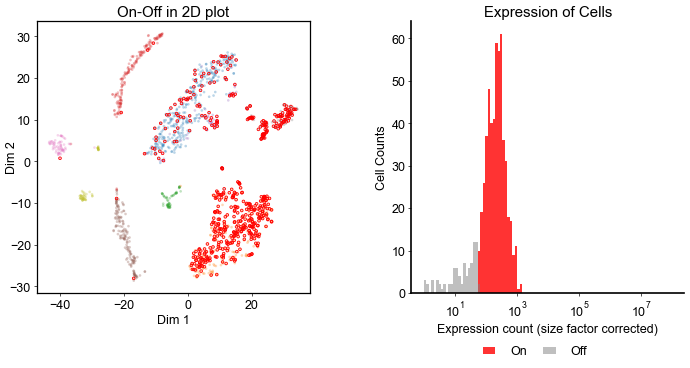 On-Off in 2D plot
30
20
10
0
−10
−20
−30
Dim 2
−40
−20
0
20
Dim 1
Expression of Cells
60
50
40
30
20
10
0
Cell Counts
10^1
10^3
10^5
10^7
Expression count (size factor corrected)
On
Off